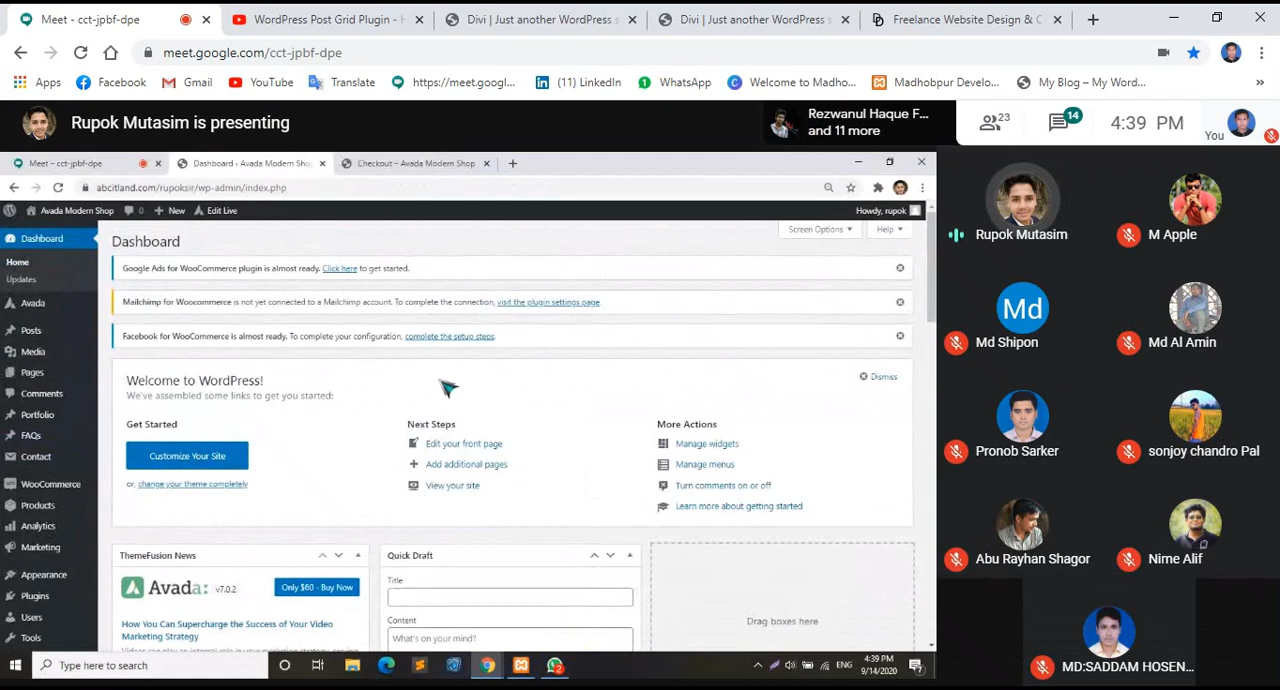 Meet - cct-jpbf-dpe
WordPress Post Grid Plugin - H
Divi | Just another WordPress s
Divi | Just another WordPress s
Freelance Website Design & C
meet.google.com/cct-jpbf-dpe
Apps
Facebook
Gmail
YouTube
Translate
https://meet.googl...
(11) LinkedIn
WhatsApp
Welcome to Madho...
Madhobpur Develo...
My Blog – My Word...
»
Rupok Mutasim is presenting
Rezwanul Haque F...
and 11 more
23
14
4:39 PM
You
Meet – cct-jpbf-dpe
Dashboard ‹ Avada Modern Shop
Checkout – Avada Modern Shop
abcitland.com/rupoksir/wp-admin/index.php
Avada Modern Shop
0
New
Edit Live
Howdy, rupok
Dashboard
Home
Updates
Avada
Posts
Media
Pages
Comments
Portfolio
FAQs
Contact
WooCommerce
Products
Analytics
Marketing
Appearance
Plugins
Users
Tools
Screen Options
Help
Dashboard
Google Ads for WooCommerce plugin is almost ready. Click here to get started.
Mailchimp for Woocommerce is not yet connected to a Mailchimp account. To complete the connection, visit the plugin settings page
Facebook for WooCommerce is almost ready. To complete your configuration, complete the setup steps.
Welcome to WordPress!
Dismiss
We've assembled some links to get you started:
Get Started
Customize Your Site
or, change your theme completely
Next Steps
Edit your front page
Add additional pages
View your site
More Actions
Manage widgets
Manage menus
Turn comments on or off
Learn more about getting started
ThemeFusion News
Avada: v7.0.2
Only $60 - Buy Now
How You Can Supercharge the Success of Your Video
Marketing Strategy
Quick Draft
Title
Content
What's on your mind?
Drag boxes here
Rupok Mutasim
M Apple
Md
Md Shipon
Md Al Amin
Pronob Sarker
sonjoy chandro Pal
Abu Rayhan Shagor
Nime Alif
MD:SADDAM HOSEN...
Type here to search
2
ENG
4:39 PM
9/14/2020
7